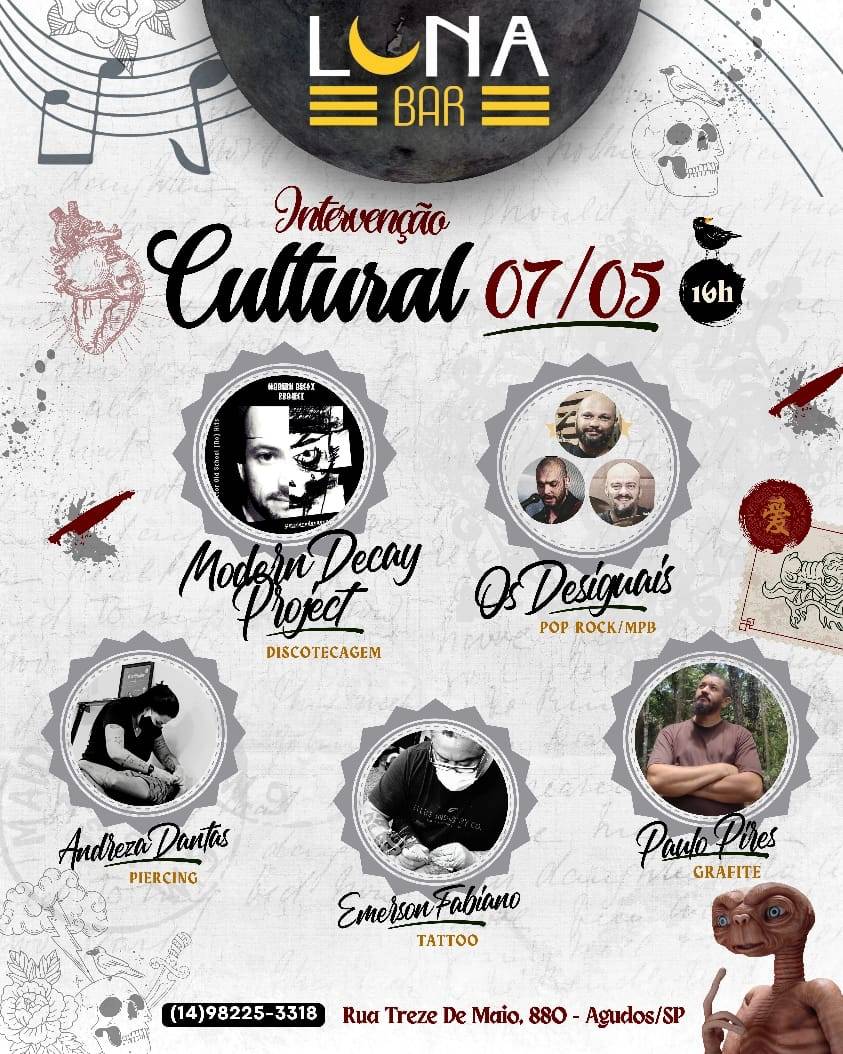 LUNA
BAR
Intervenção
Cultural 07/05
16h
MODERN DECAY
PROJECT
Modern Decay
Project
DISCOTECAGEM
Os Desiguais
POP ROCK/MPB
Andreza Dantas
PIERCING
Emerson Fabiano
TATTOO
Paulo Pires
GRAFITE
(14)98225-3318
Rua Treze De Maio, 880 - Agudos/SP
愛